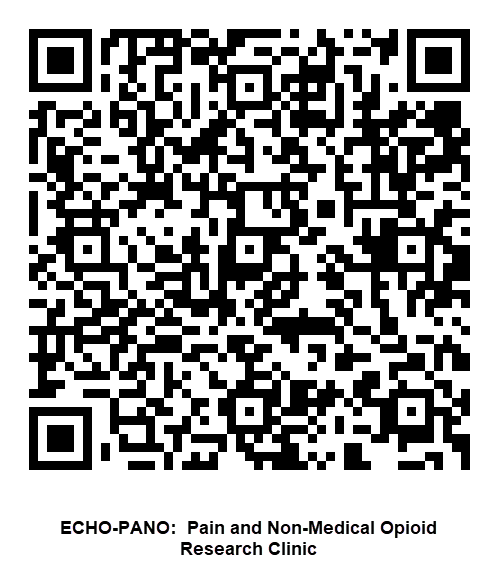 ECHO-PANO: Pain and Non-Medical Opioid
Research Clinic